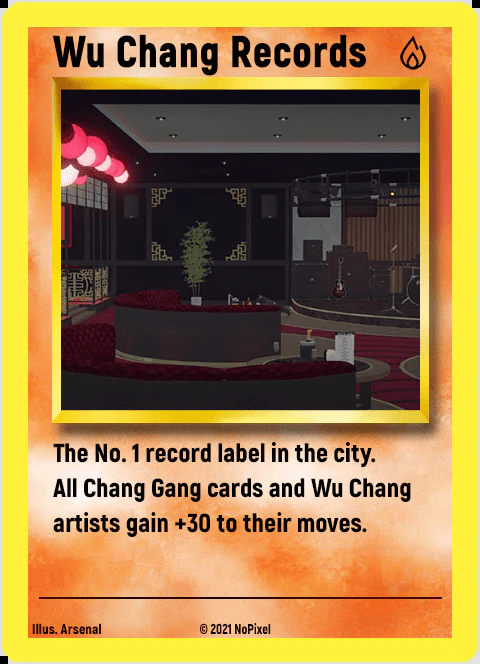 Wu Chang Records
The No. 1 record label in the city.
All Chang Gang cards and Wu Chang
artists gain +30 to their moves.
Illus. Arsenal
© 2021 NoPixel